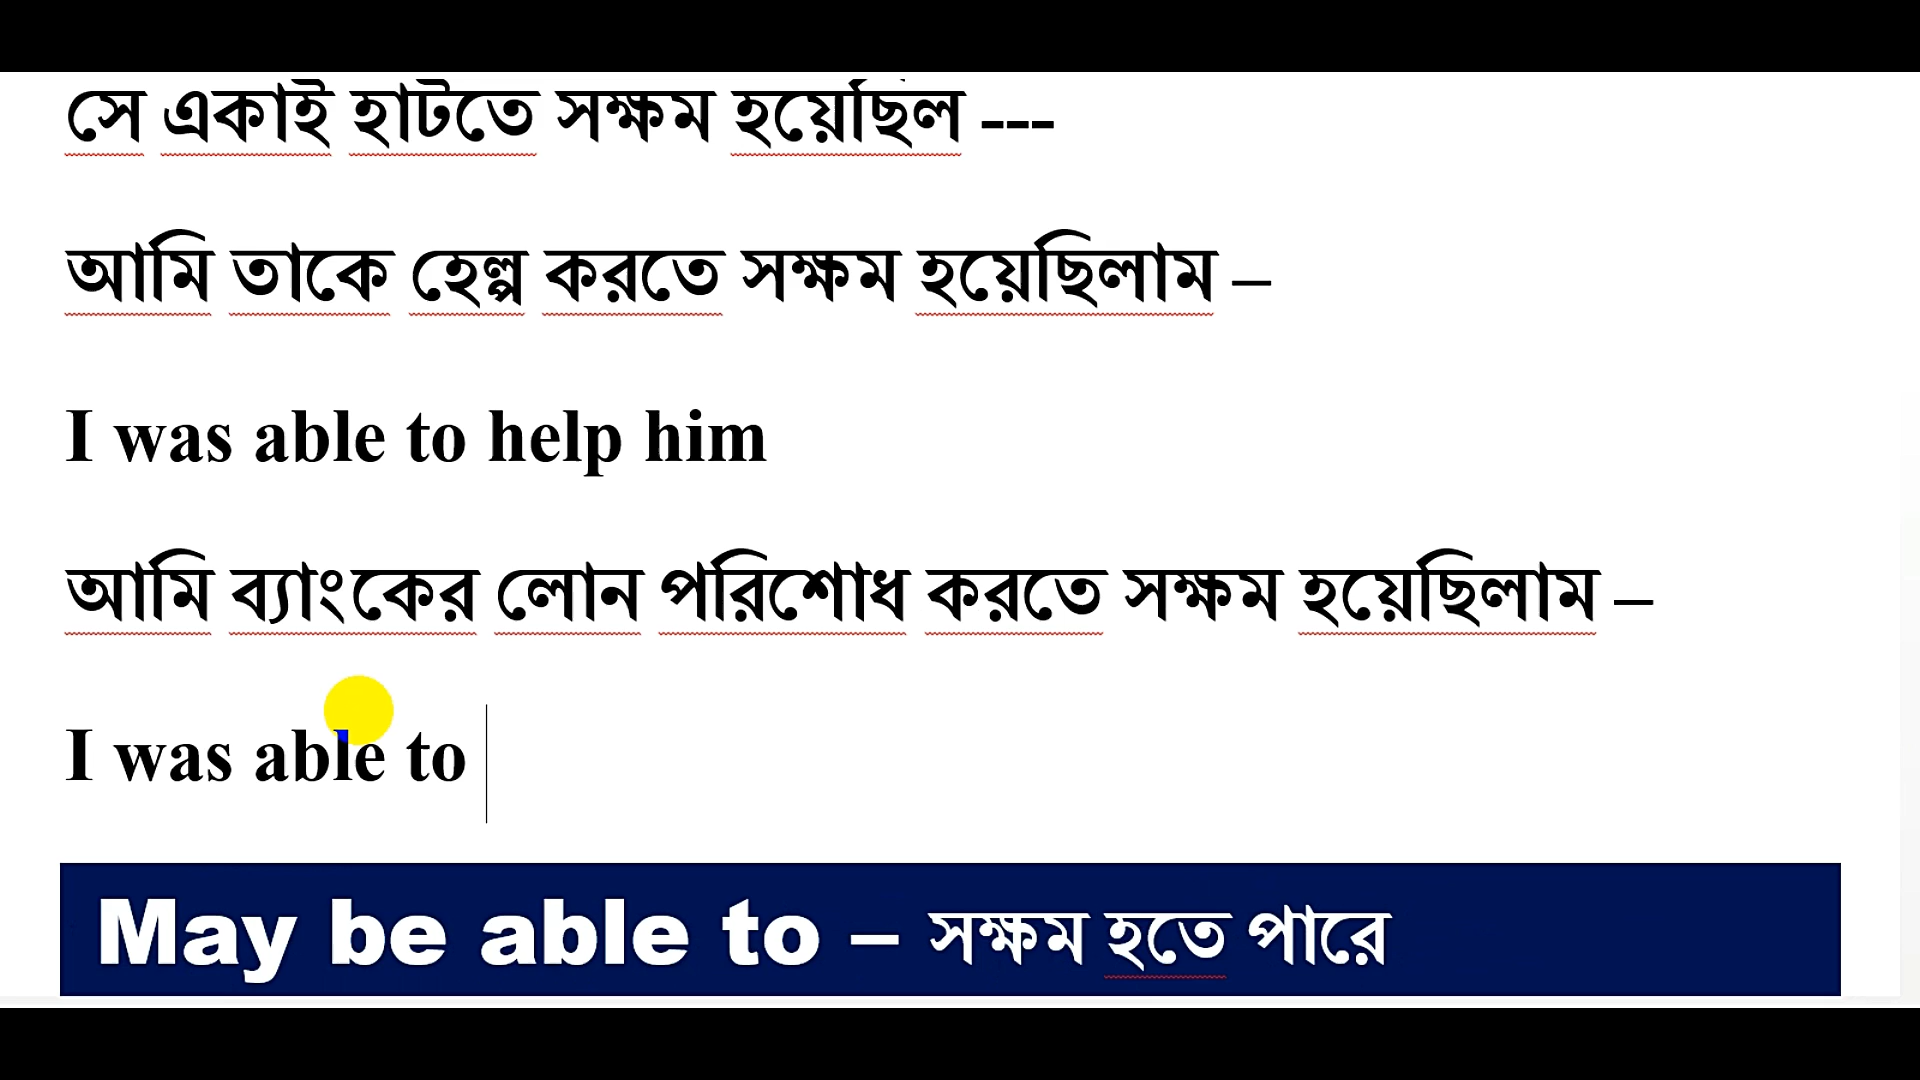 সে একাই হাটতে সক্ষম হয়েছিল ---
আমি তাকে হেল্প করতে সক্ষম হয়েছিলাম –
I was able to help him
আমি ব্যাংকের লোন পরিশোধ করতে সক্ষম হয়েছিলাম –
I was able to
May be able to – সক্ষম হতে পারে